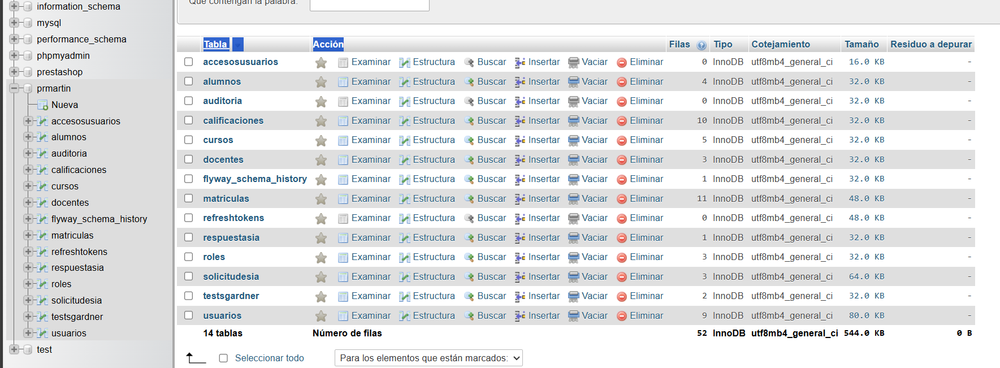 information_schema
mysql
performance_schema
phpmyadmin
prestashop
prmartin
Nueva
accesosusuarios
alumnos
auditoria
calificaciones
cursos
docentes
flyway_schema_history
matriculas
refreshtokens
respuestasia
roles
solicitudesia
testsgardner
usuarios
test
Que contengan la palabra:
Tabla Acción Filas Tipo Cotejamiento Tamaño Residuo a depurar
accesosusuarios Examinar Estructura Buscar Insertar Vaciar Eliminar 0 InnoDB utf8mb4_general_ci 16.0 KB -
alumnos Examinar Estructura Buscar Insertar Vaciar Eliminar 4 InnoDB utf8mb4_general_ci 32.0 KB -
auditoria Examinar Estructura Buscar Insertar Vaciar Eliminar 0 InnoDB utf8mb4_general_ci 32.0 KB -
calificaciones Examinar Estructura Buscar Insertar Vaciar Eliminar 10 InnoDB utf8mb4_general_ci 32.0 KB -
cursos Examinar Estructura Buscar Insertar Vaciar Eliminar 5 InnoDB utf8mb4_general_ci 32.0 KB -
docentes Examinar Estructura Buscar Insertar Vaciar Eliminar 3 InnoDB utf8mb4_general_ci 32.0 KB -
flyway_schema_history Examinar Estructura Buscar Insertar Vaciar Eliminar 1 InnoDB utf8mb4_general_ci 32.0 KB -
matriculas Examinar Estructura Buscar Insertar Vaciar Eliminar 11 InnoDB utf8mb4_general_ci 48.0 KB -
refreshtokens Examinar Estructura Buscar Insertar Vaciar Eliminar 0 InnoDB utf8mb4_general_ci 48.0 KB -
respuestasia Examinar Estructura Buscar Insertar Vaciar Eliminar 1 InnoDB utf8mb4_general_ci 32.0 KB -
roles Examinar Estructura Buscar Insertar Vaciar Eliminar 3 InnoDB utf8mb4_general_ci 32.0 KB -
solicitudesia Examinar Estructura Buscar Insertar Vaciar Eliminar 3 InnoDB utf8mb4_general_ci 64.0 KB -
testsgardner Examinar Estructura Buscar Insertar Vaciar Eliminar 2 InnoDB utf8mb4_general_ci 32.0 KB -
usuarios Examinar Estructura Buscar Insertar Vaciar Eliminar 9 InnoDB utf8mb4_general_ci 80.0 KB -
14 tablas Número de filas 52 InnoDB utf8mb4_general_ci 544.0 KB 0 B
Seleccionar todo Para los elementos que están marcados: